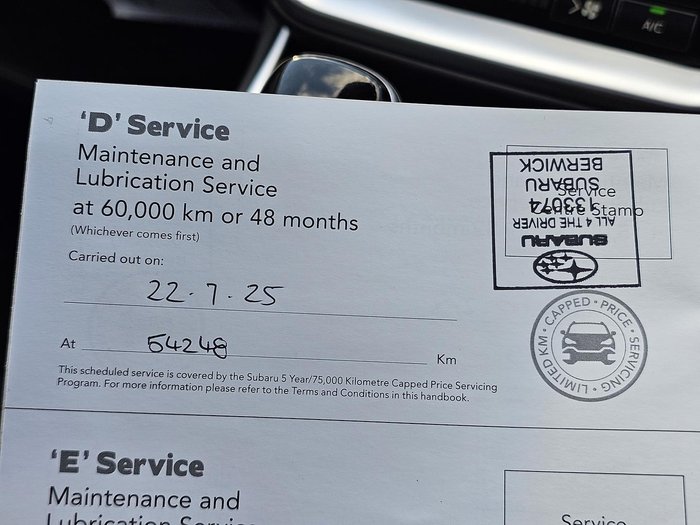 'D' Service
Maintenance and
Lubrication Service
at 60,000 km or 48 months
(Whichever comes first)
Carried out on:
22.7.25
At 54248 Km
This scheduled service is covered by the Subaru 5 Year/75,000 Kilometre Capped Price Servicing
Program. For more information please refer to the Terms and Conditions in this handbook.
Service
Centre Stamp
SUBARU
ALL 4 THE DRIVER
133074
SUBARU
BERWICK
CAPPED • PRICE • SERVICING • LIMITED KM •
'E' Service
Maintenance and
Lubrication Service
Service
A/C